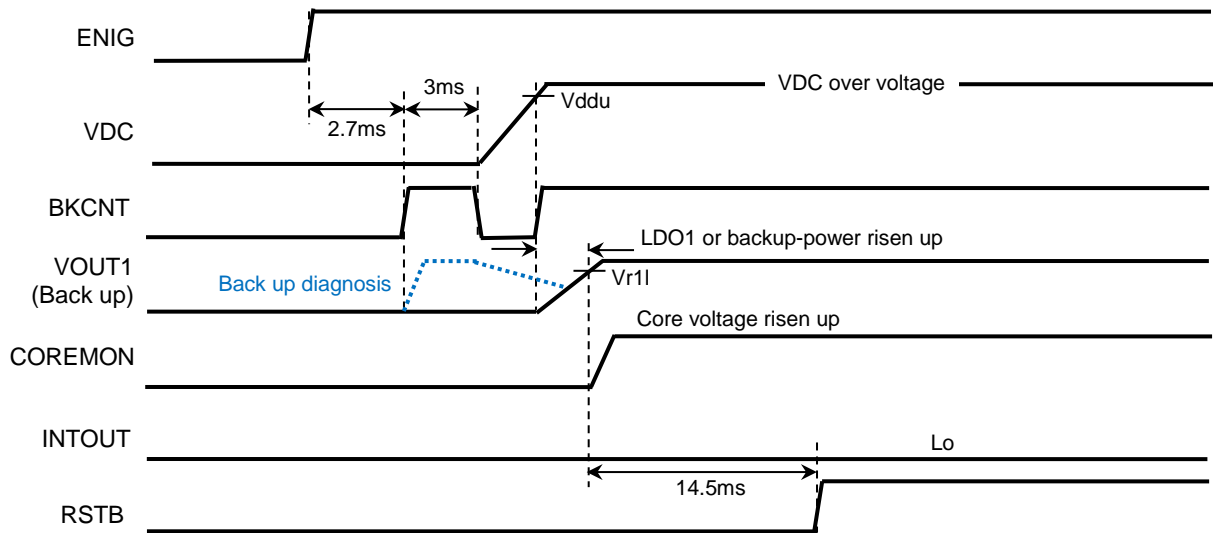 ENIG
2.7ms
3ms
VDC
Vddu
VDC over voltage
BKCNT
LDO1 or backup-power risen up
VOUT1
(Back up)
Back up diagnosis
Vr1l
COREMON
Core voltage risen up
INTOUT
Lo
14.5ms
RSTB